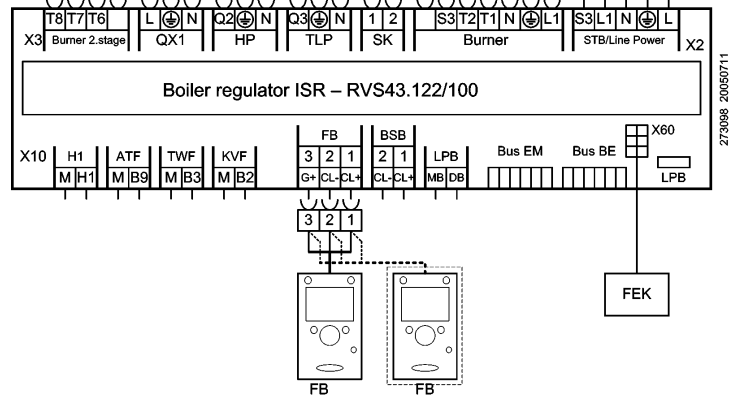 T8 T7 T6 L N Q2 N Q3 N 1 2 S3 T2 T1 N L1 S3 L1 N L
X3 Burner 2.stage QX1 HP TLP SK Burner STB/Line Power X2
Boiler regulator ISR – RVS43.122/100
273098 20050711
FB BSB X60
X10 H1 ATF TWF KVF 3 2 1 2 1 LPB Bus EM Bus BE
M H1 M B9 M B3 M B2 G+ CL- CL+ CL- CL+ MB DB LPB
3 2 1
FEK
FB FB